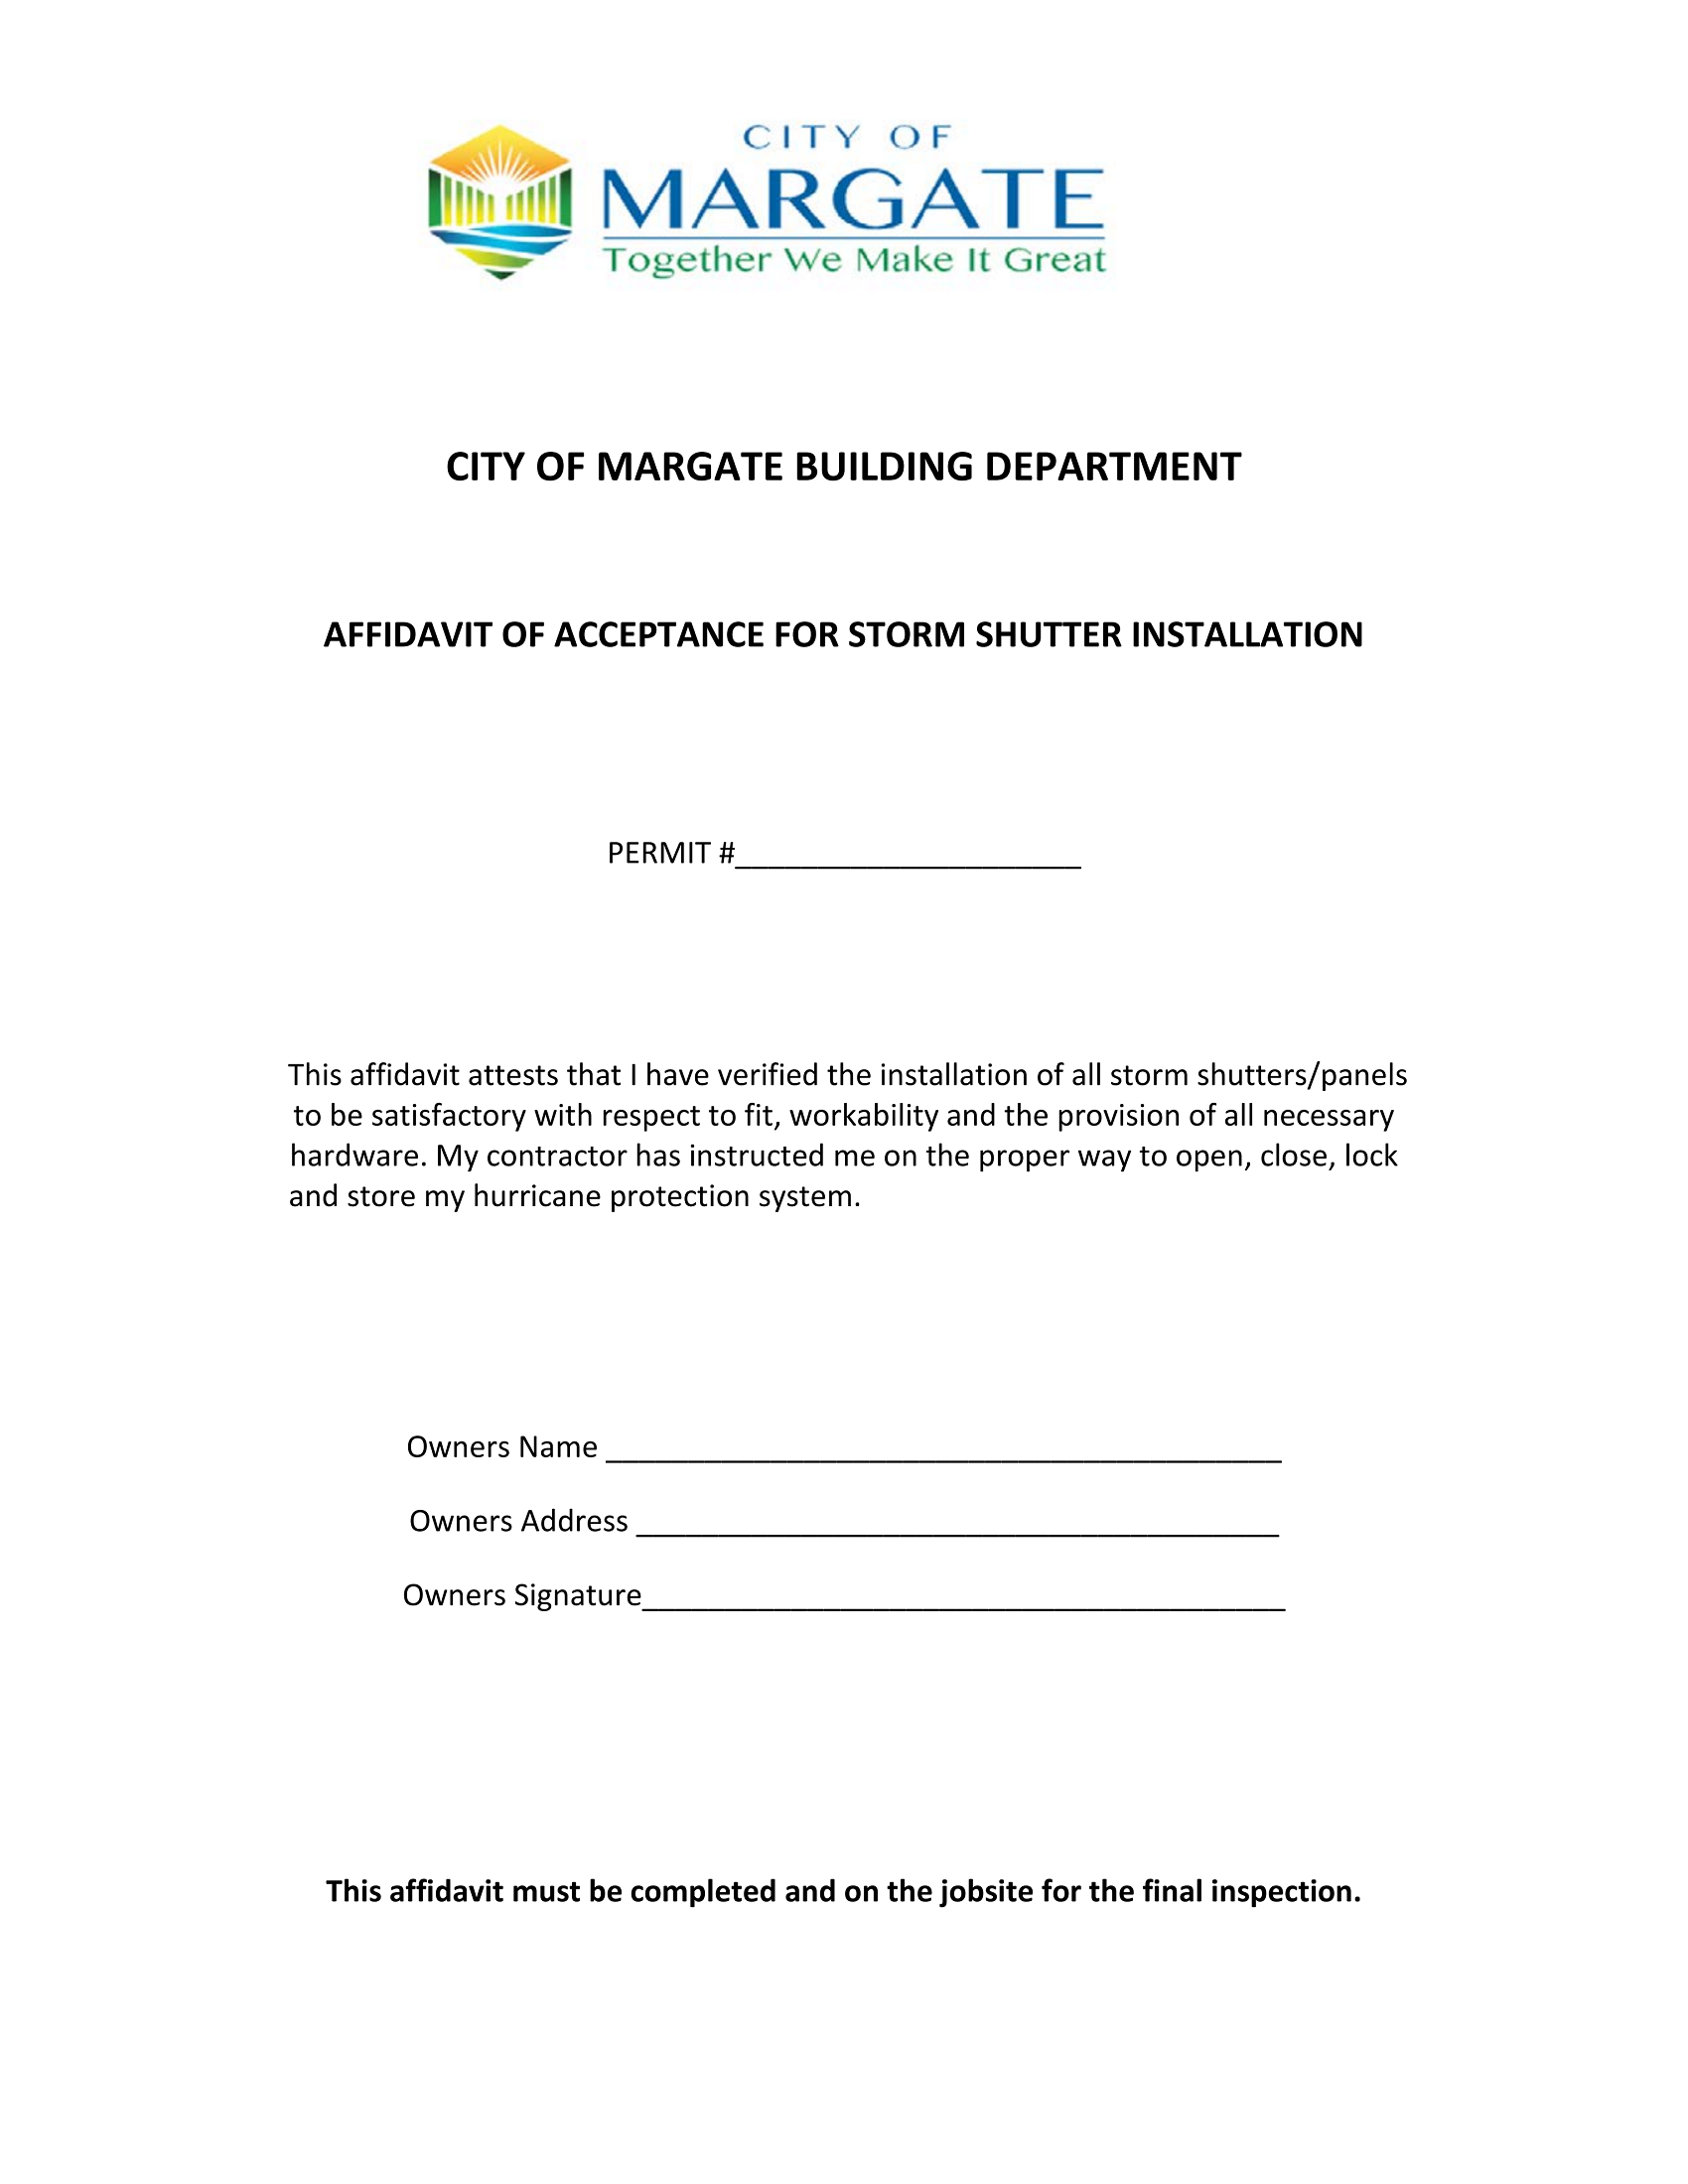 CITY OF
MARGATE
Together We Make It Great
CITY OF MARGATE BUILDING DEPARTMENT
AFFIDAVIT OF ACCEPTANCE FOR STORM SHUTTER INSTALLATION
PERMIT #_____________________
This affidavit attests that I have verified the installation of all storm shutters/panels
to be satisfactory with respect to fit, workability and the provision of all necessary
hardware. My contractor has instructed me on the proper way to open, close, lock
and store my hurricane protection system.
Owners Name _________________________________________
Owners Address _______________________________________
Owners Signature_______________________________________
This affidavit must be completed and on the jobsite for the final inspection.